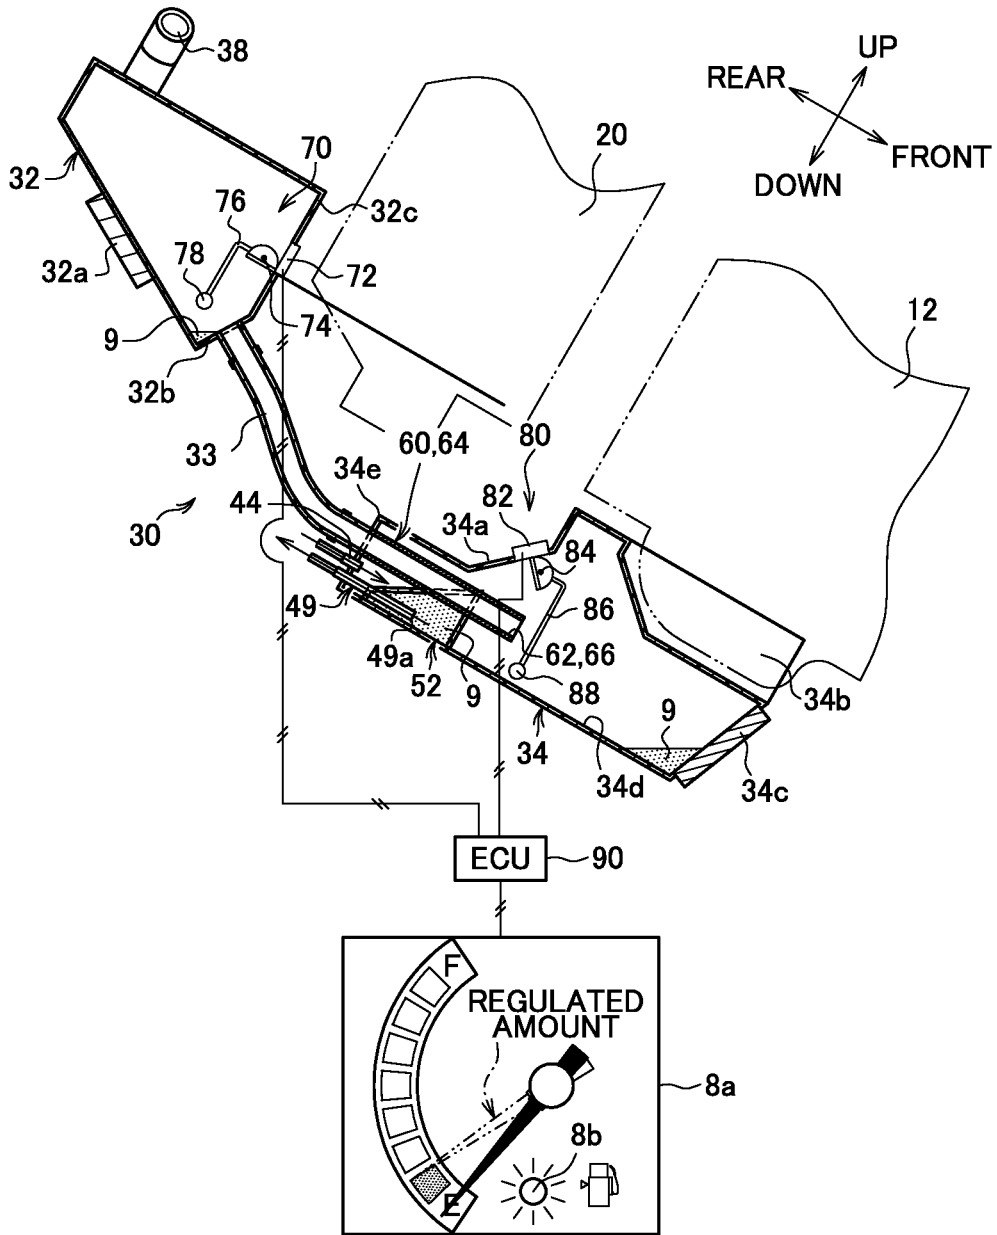 38
UP
REAR
FRONT
DOWN
20
32
70
76
32c
78
32a
72
74
9
32b
12
33
60,64
80
34e
82
44
34a
84
30
86
49
49a
62,66
52
9
88
34b
9
34
34d
34c
ECU
90
F
REGULATED
AMOUNT
8a
8b
E